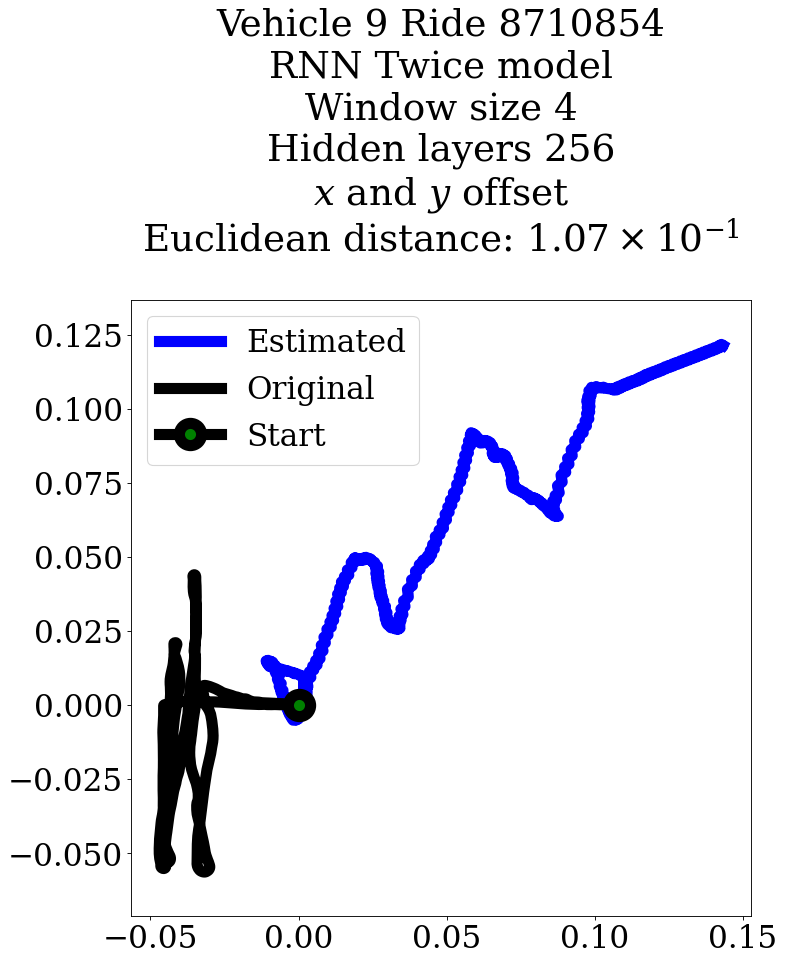 Vehicle 9 Ride 8710854
RNN Twice model
Window size 4
Hidden layers 256
x and y offset
Euclidean distance: 1.07 × 10⁻¹
Estimated
Original
Start
0.125
0.100
0.075
0.050
0.025
0.000
−0.025
−0.050
−0.05 0.00 0.05 0.10 0.15